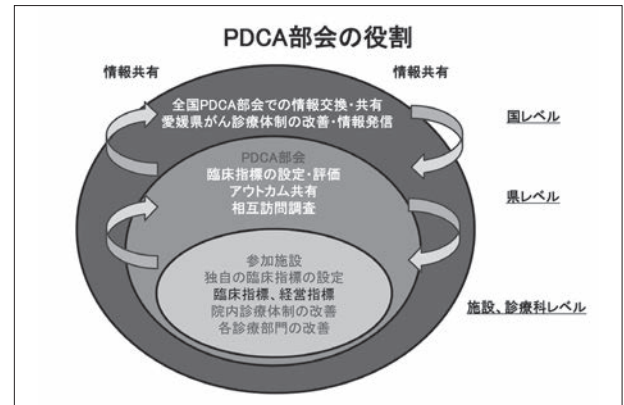 PDCA部会の役割
情報共有
情報共有
全国PDCA部会での情報交換・共有
愛媛県がん診療体制の改善・情報発信
国レベル
PDCA部会
臨床指標の設定・評価
アウトカム共有
相互訪問調査
県レベル
参加施設
独自の臨床指標の設定
臨床指標、経営指標
院内診療体制の改善
各診療部門の改善
施設、診療科レベル